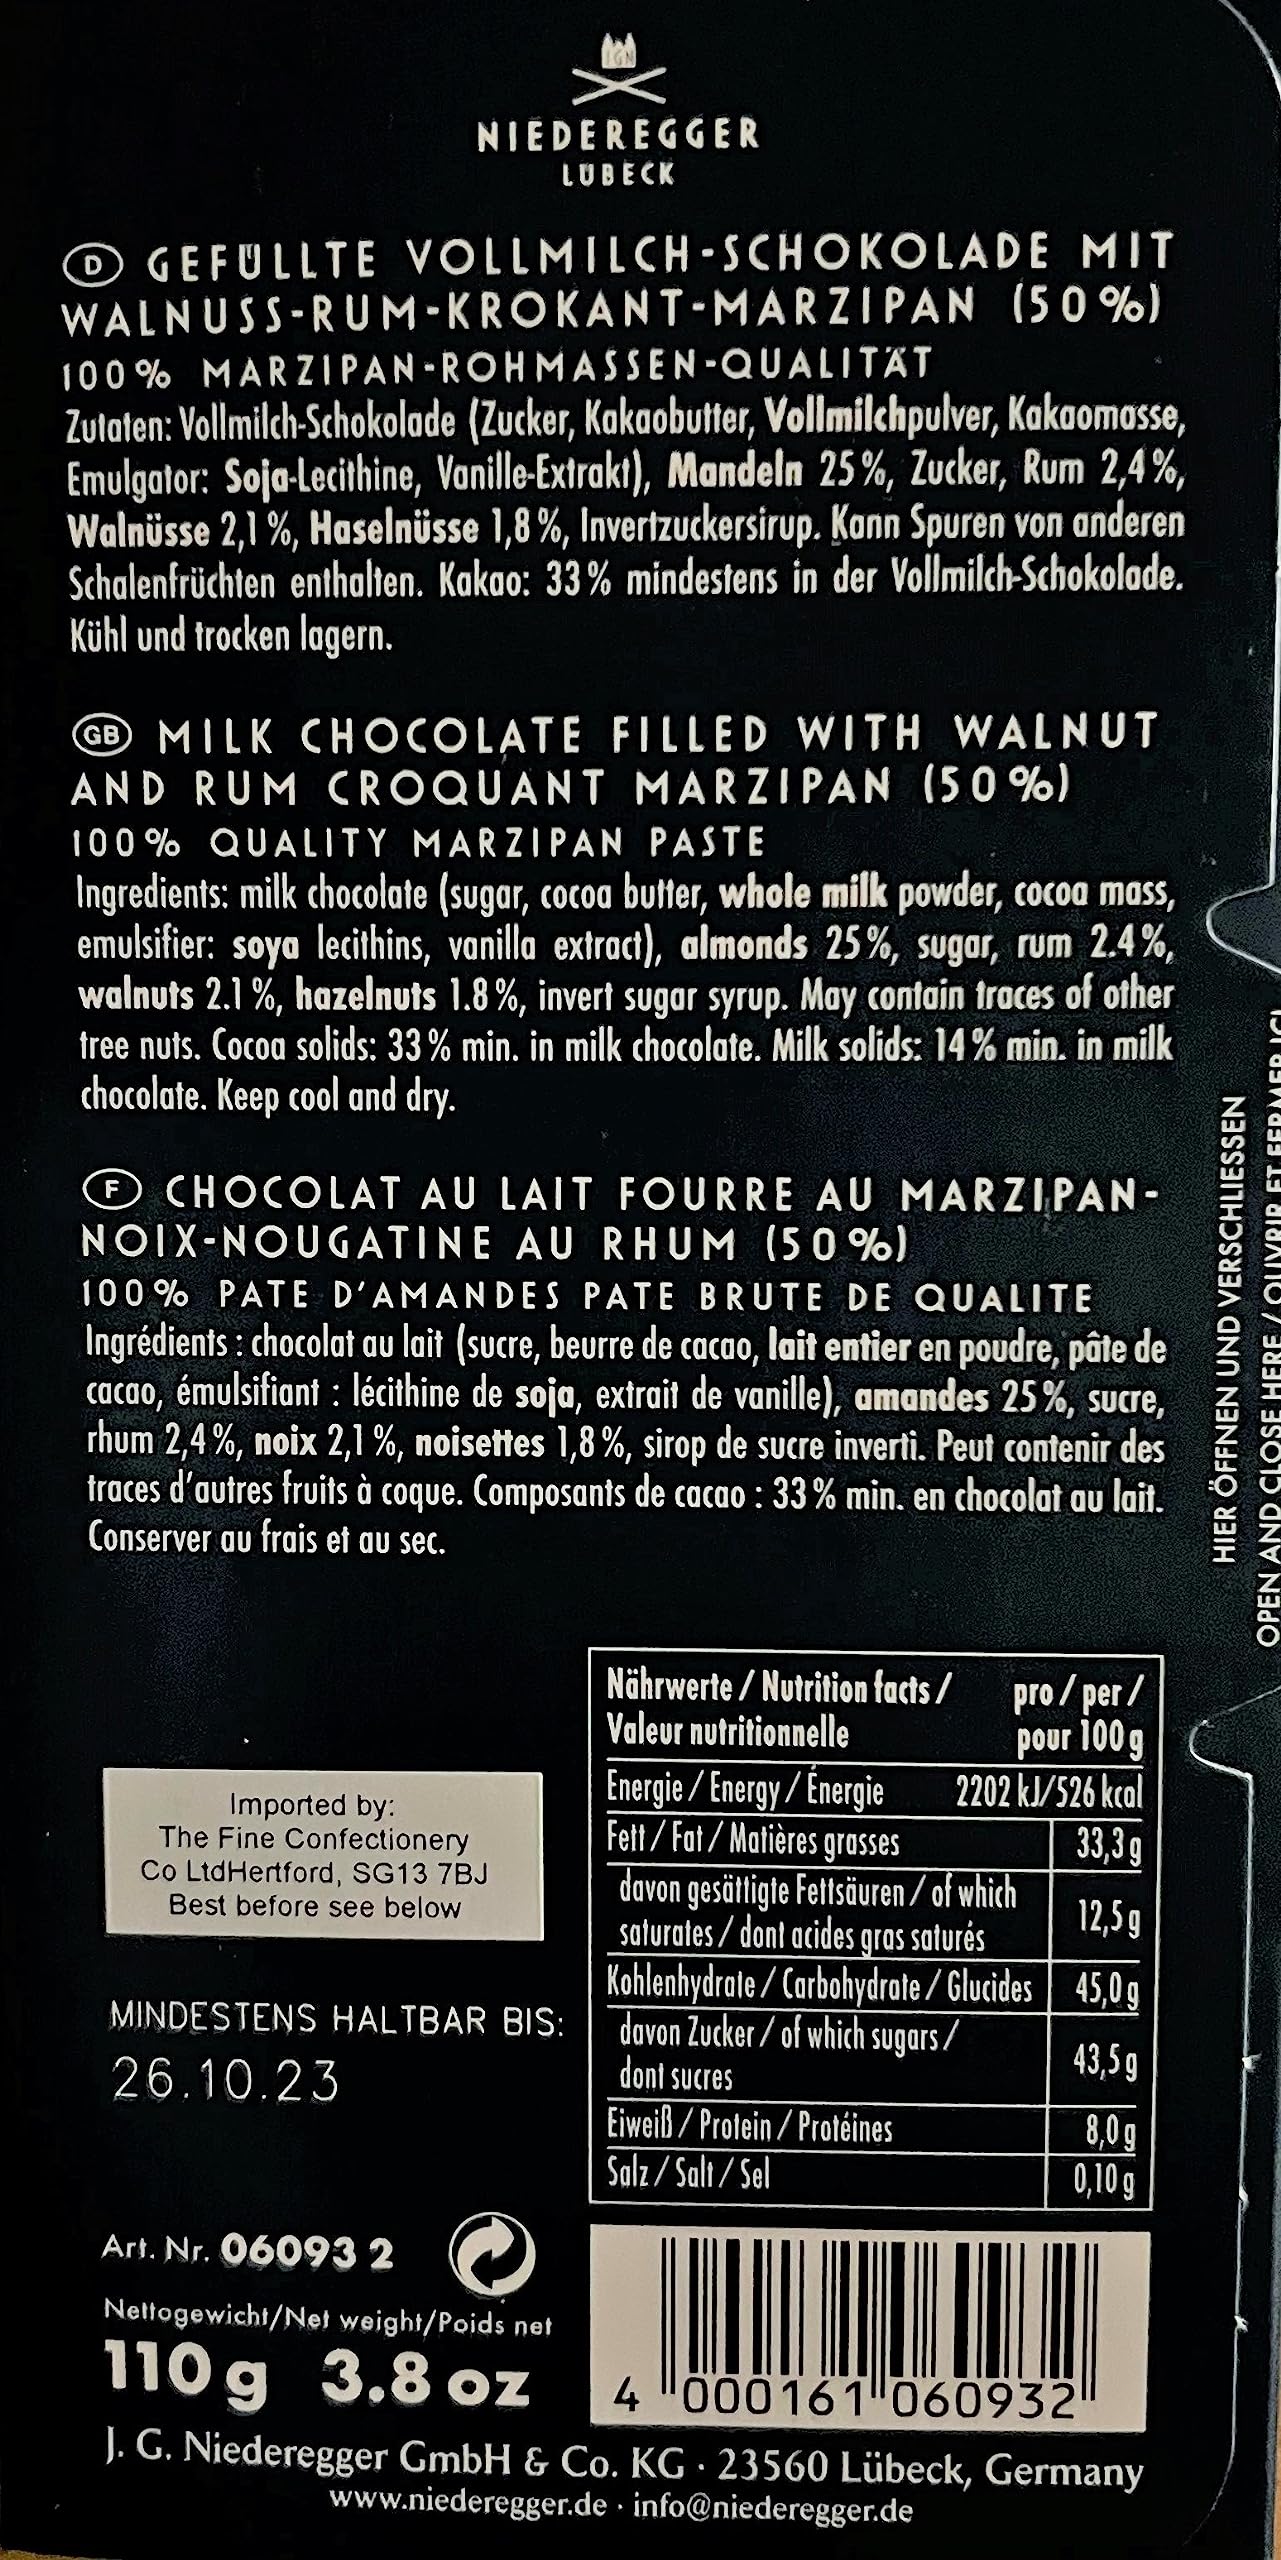 IGN
NIEDEREGGER
LÜBECK
D GEFÜLLTE VOLLMILCH-SCHOKOLADE MIT
WALNUSS-RUM-KROKANT-MARZIPAN (50%)
100% MARZIPAN-ROHMASSEN-QUALITÄT
Zutaten: Vollmilch-Schokolade (Zucker, Kakaobutter, Vollmilchpulver, Kakaomasse,
Emulgator: Soja-Lecithine, Vanille-Extrakt), Mandeln 25%, Zucker, Rum 2,4%,
Walnüsse 2,1%, Haselnüsse 1,8%, Invertzuckersirup. Kann Spuren von anderen
Schalenfrüchten enthalten. Kakao: 33% mindestens in der Vollmilch-Schokolade.
Kühl und trocken lagern.
GB MILK CHOCOLATE FILLED WITH WALNUT
AND RUM CROQUANT MARZIPAN (50%)
100% QUALITY MARZIPAN PASTE
Ingredients: milk chocolate (sugar, cocoa butter, whole milk powder, cocoa mass,
emulsifier: soya lecithins, vanilla extract), almonds 25%, sugar, rum 2.4%,
walnuts 2.1%, hazelnuts 1.8%, invert sugar syrup. May contain traces of other
tree nuts. Cocoa solids: 33% min. in milk chocolate. Milk solids: 14% min. in milk
chocolate. Keep cool and dry.
F CHOCOLAT AU LAIT FOURRE AU MARZIPAN-
NOIX-NOUGATINE AU RHUM (50%)
100% PATE D'AMANDES PATE BRUTE DE QUALITE
Ingrédients : chocolat au lait (sucre, beurre de cacao, lait entier en poudre, pâte de
cacao, émulsifiant : lécithine de soja, extrait de vanille), amandes 25%, sucre,
rhum 2,4%, noix 2,1%, noisettes 1,8%, sirop de sucre inverti. Peut contenir des
traces d'autres fruits à coque. Composants de cacao : 33% min. en chocolat au lait.
Conserver au frais et au sec.
HIER ÖFFNEN UND VERSCHLIESSEN
OPEN AND CLOSE HERE / OUVRIR ET FERMER ICI
Nährwerte / Nutrition facts / pro / per /
Valeur nutritionnelle pour 100 g
Energie / Energy / Énergie 2202 kJ/526 kcal
Fett / Fat / Matières grasses 33,3 g
davon gesättigte Fettsäuren / of which
saturates / dont acides gras saturés 12,5 g
Kohlenhydrate / Carbohydrate / Glucides 45,0 g
davon Zucker / of which sugars /
dont sucres 43,5 g
Eiweiß / Protein / Protéines 8,0 g
Salz / Salt / Sel 0,10 g
Imported by:
The Fine Confectionery
Co LtdHertford, SG13 7BJ
Best before see below
MINDESTENS HALTBAR BIS:
26.10.23
Art. Nr. 06093 2
Nettogewicht/Net weight/Poids net
110 g 3.8 oz
4 000161 060932
J. G. Niederegger GmbH & Co. KG · 23560 Lübeck, Germany
www.niederegger.de · info@niederegger.de